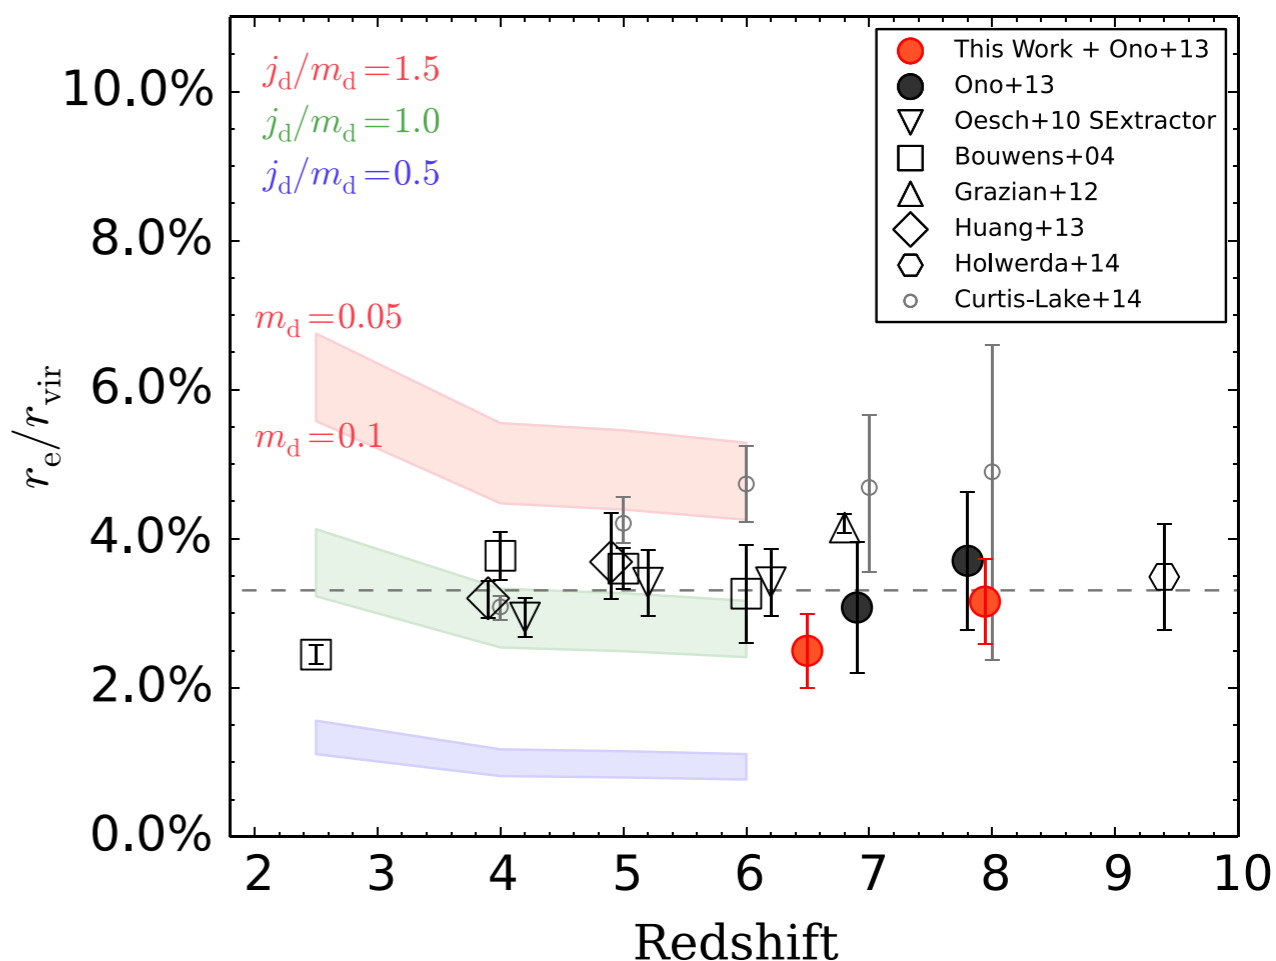 j_d/m_d=1.5
j_d/m_d=1.0
j_d/m_d=0.5
This Work + Ono+13
Ono+13
Oesch+10 SExtractor
Bouwens+04
Grazian+12
Huang+13
Holwerda+14
Curtis-Lake+14
m_d=0.05
m_d=0.1
10.0%
8.0%
6.0%
4.0%
2.0%
0.0%
r_e/r_vir
2 3 4 5 6 7 8 9 10
Redshift